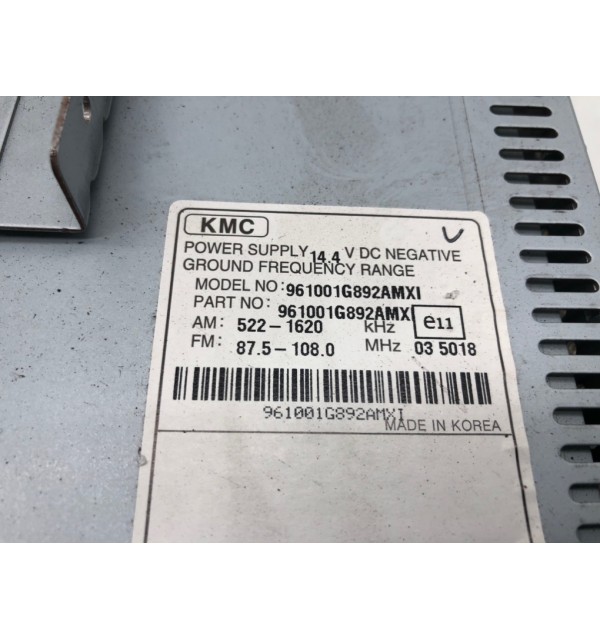 KMC
POWER SUPPLY 14.4 V DC NEGATIVE
GROUND FREQUENCY RANGE
MODEL NO: 961001G892AMXI
PART NO: 961001G892AMX
AM: 522-1620 kHz e11
FM: 87.5-108.0 MHz 03 5018
961001G892AMXI
MADE IN KOREA